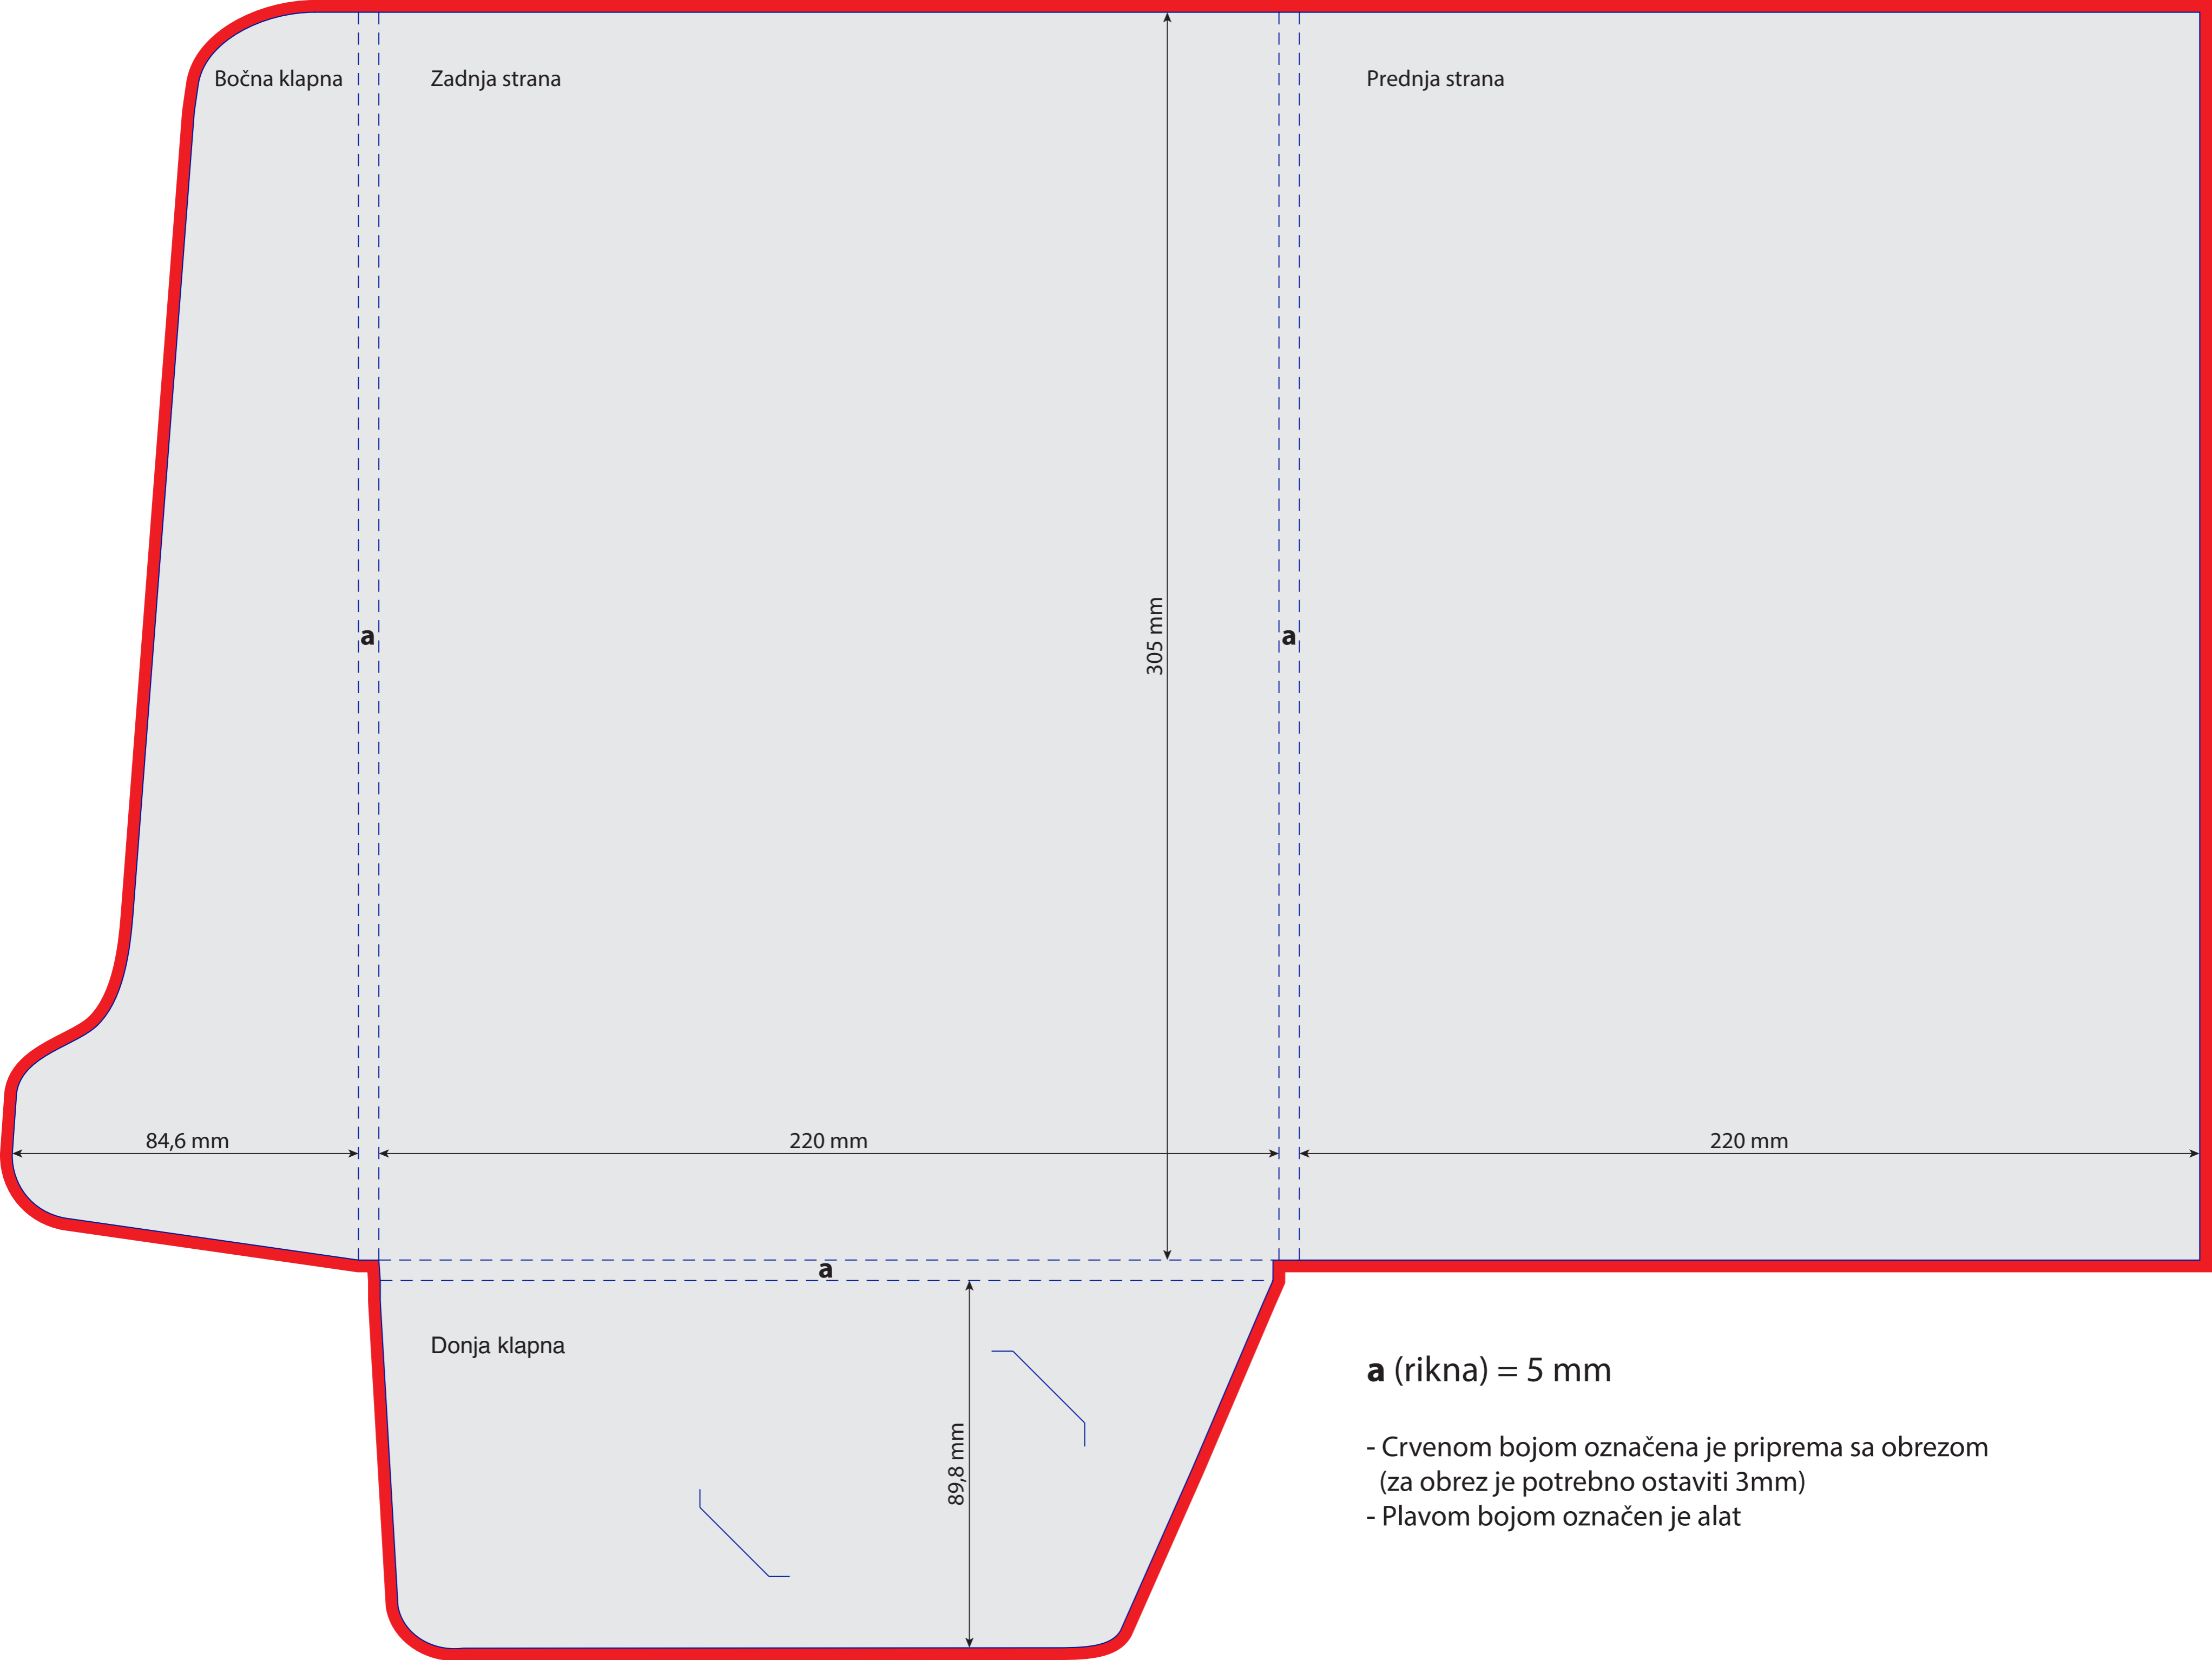 Bočna klapna
Zadnja strana
Prednja strana
a
305 mm
a
84,6 mm
220 mm
220 mm
a
Donja klapna
89,8 mm
a (rikna) = 5 mm
- Crvenom bojom označena je priprema sa obrezom
(za obrez je potrebno ostaviti 3mm)
- Plavom bojom označen je alat